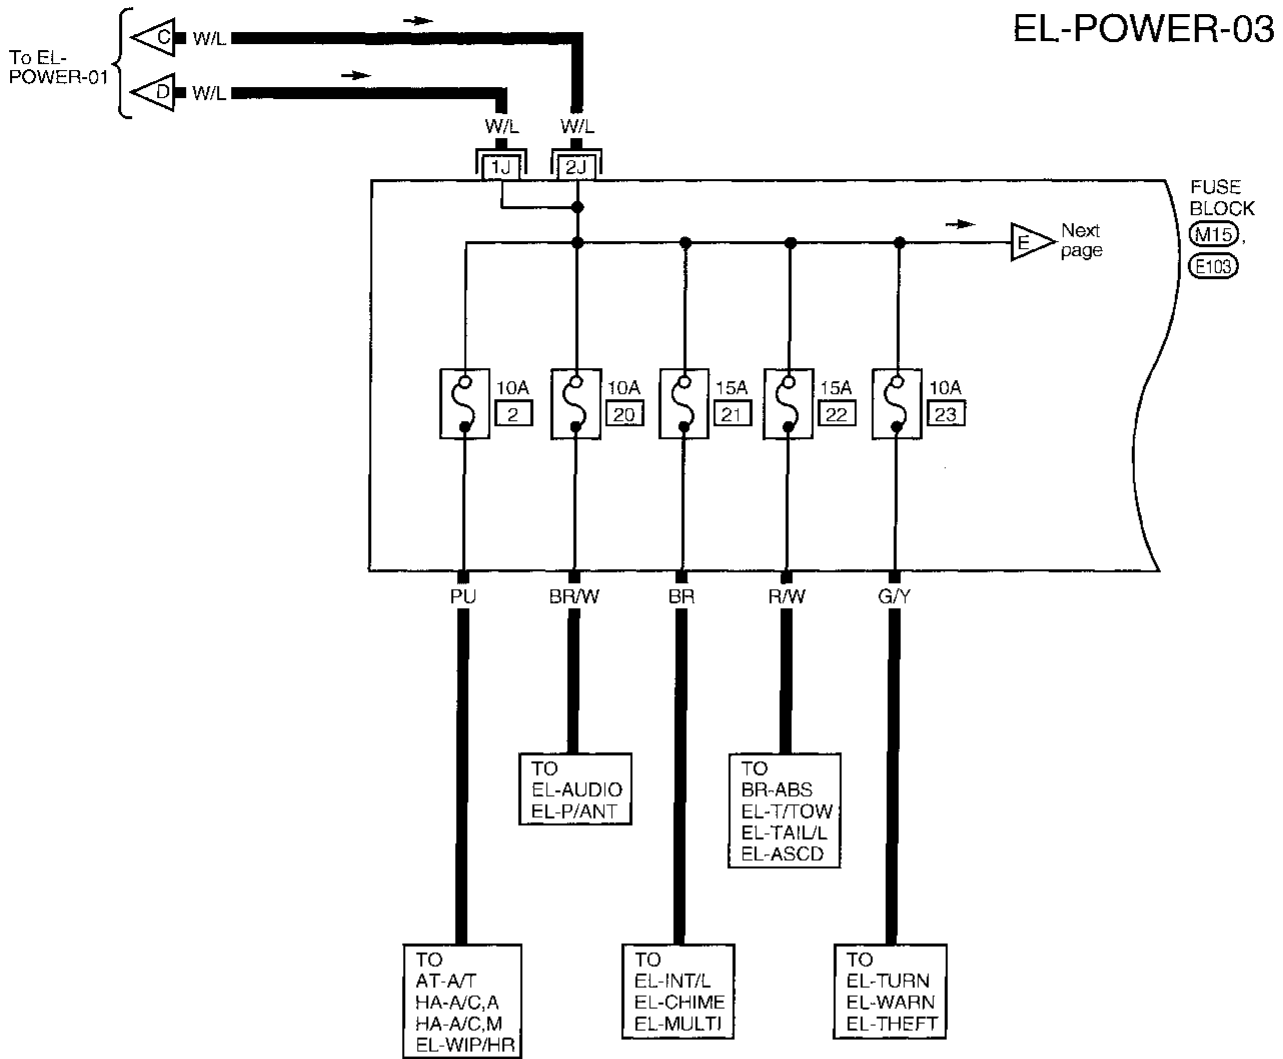 EL-POWER-03
To EL-
POWER-01
C W/L
D W/L
W/L W/L
1J 2J
FUSE
BLOCK
M15 ,
E103
E Next
page
10A 10A 15A 15A 10A
2 20 21 22 23
PU BR/W BR R/W G/Y
TO
EL-AUDIO
EL-P/ANT
TO
BR-ABS
EL-T/TOW
EL-TAIL/L
EL-ASCD
TO
AT-A/T
HA-A/C,A
HA-A/C,M
EL-WIP/HR
TO
EL-INT/L
EL-CHIME
EL-MULTI
TO
EL-TURN
EL-WARN
EL-THEFT